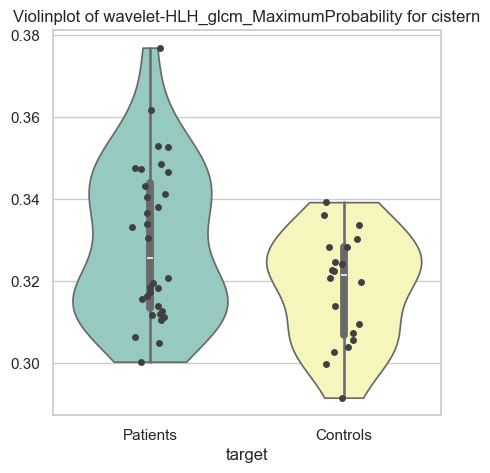 Violinplot of wavelet-HLH_glcm_MaximumProbability for cistern
0.38
0.36
0.34
0.32
0.30
Patients
Controls
target